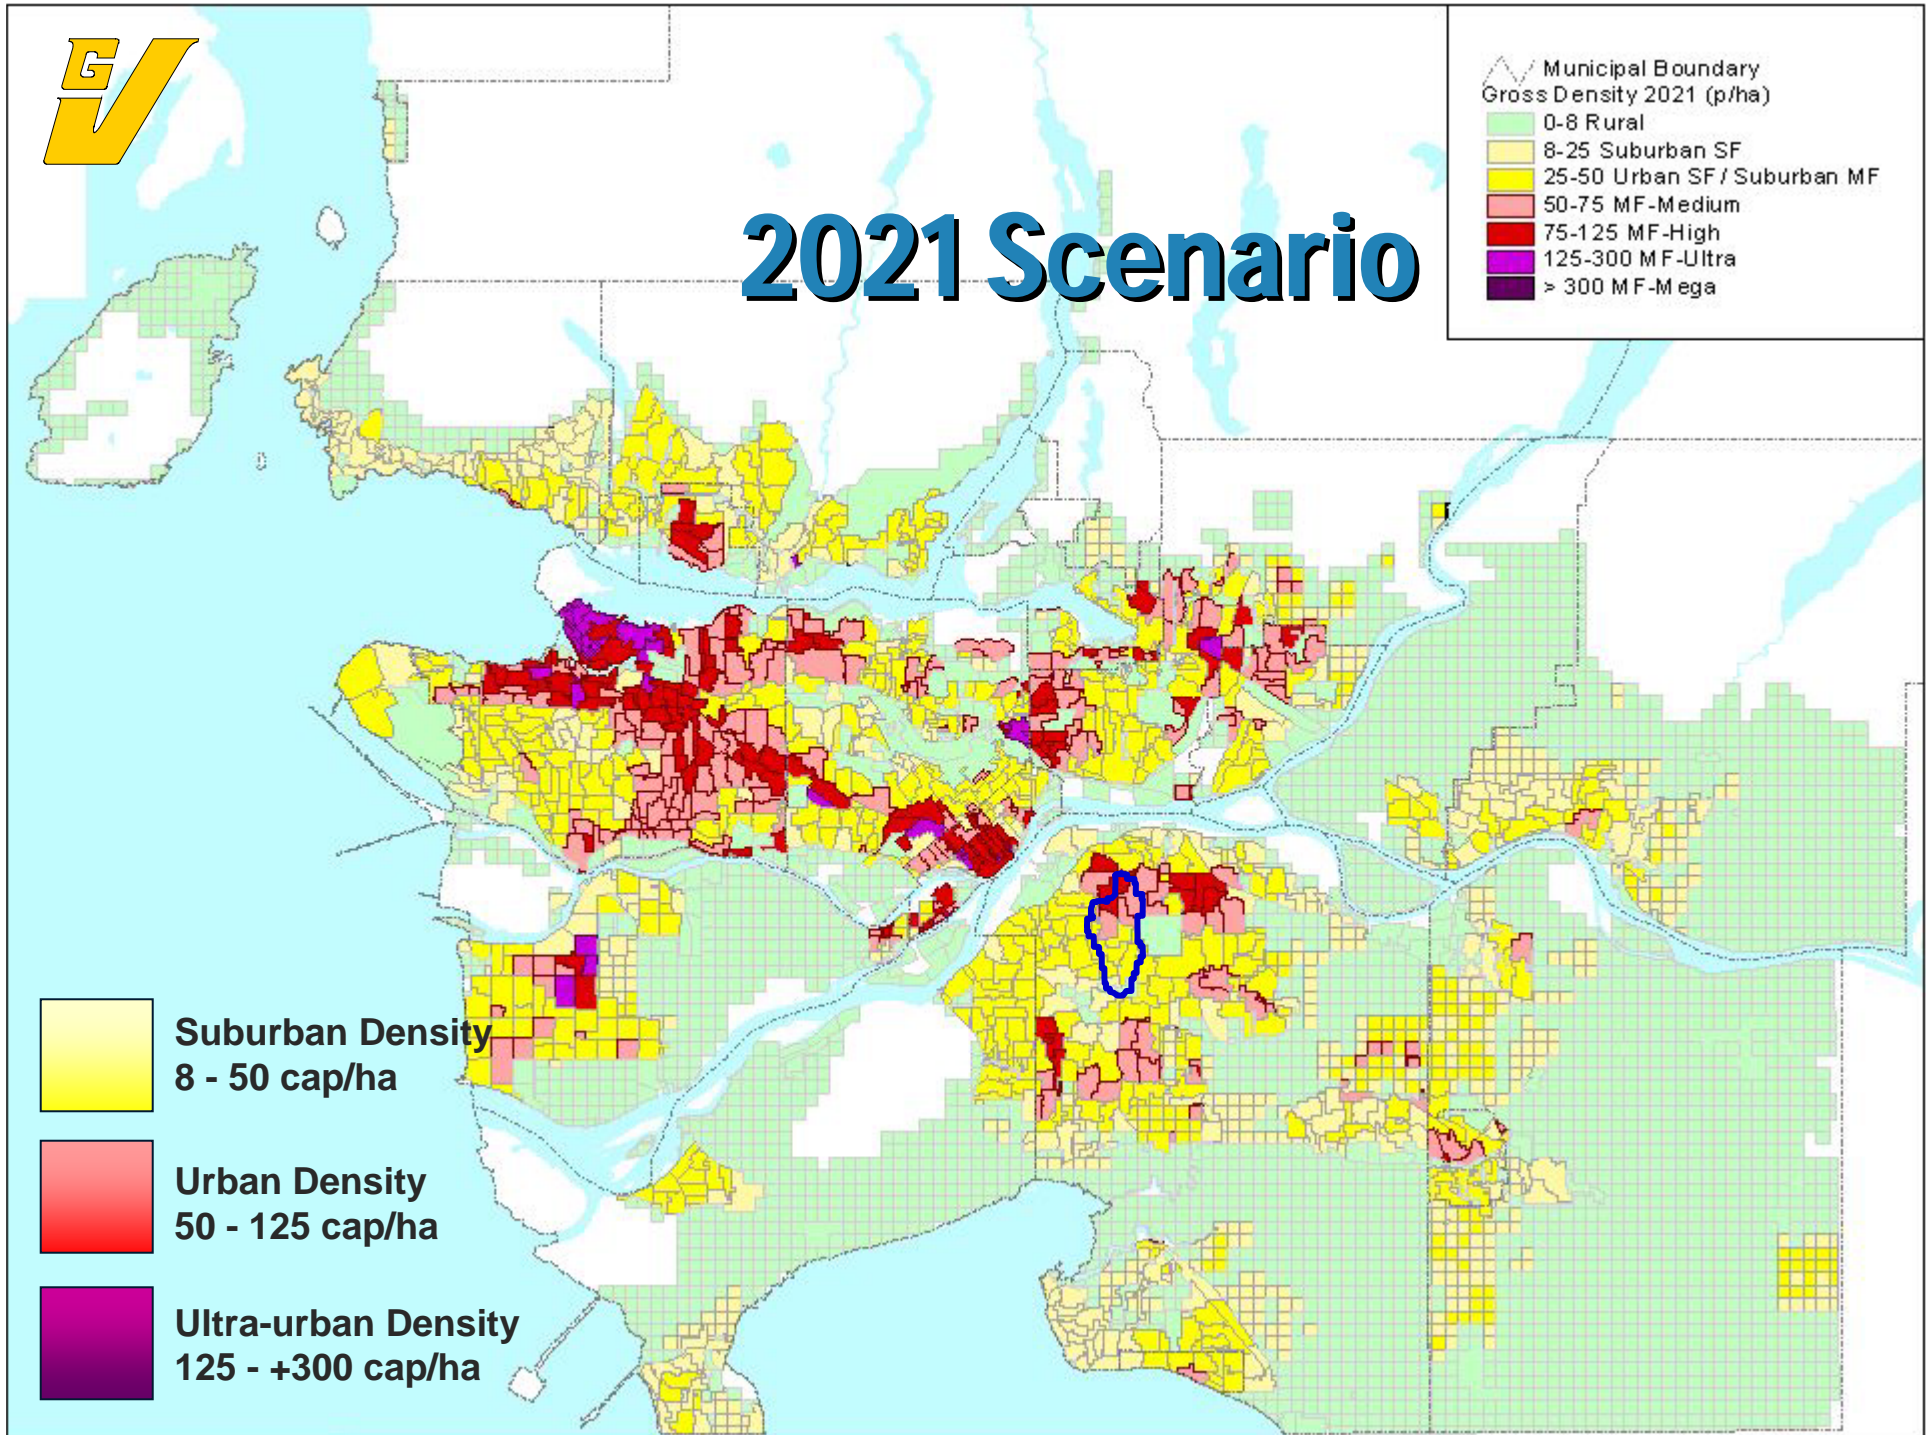 GV
2021 Scenario
Municipal Boundary
Gross Density 2021 (p/ha)
0-8 Rural
8-25 Suburban SF
25-50 Urban SF / Suburban MF
50-75 MF-Medium
75-125 MF-High
125-300 MF-Ultra
> 300 MF-Mega
Suburban Density
8 - 50 cap/ha
Urban Density
50 - 125 cap/ha
Ultra-urban Density
125 - +300 cap/ha